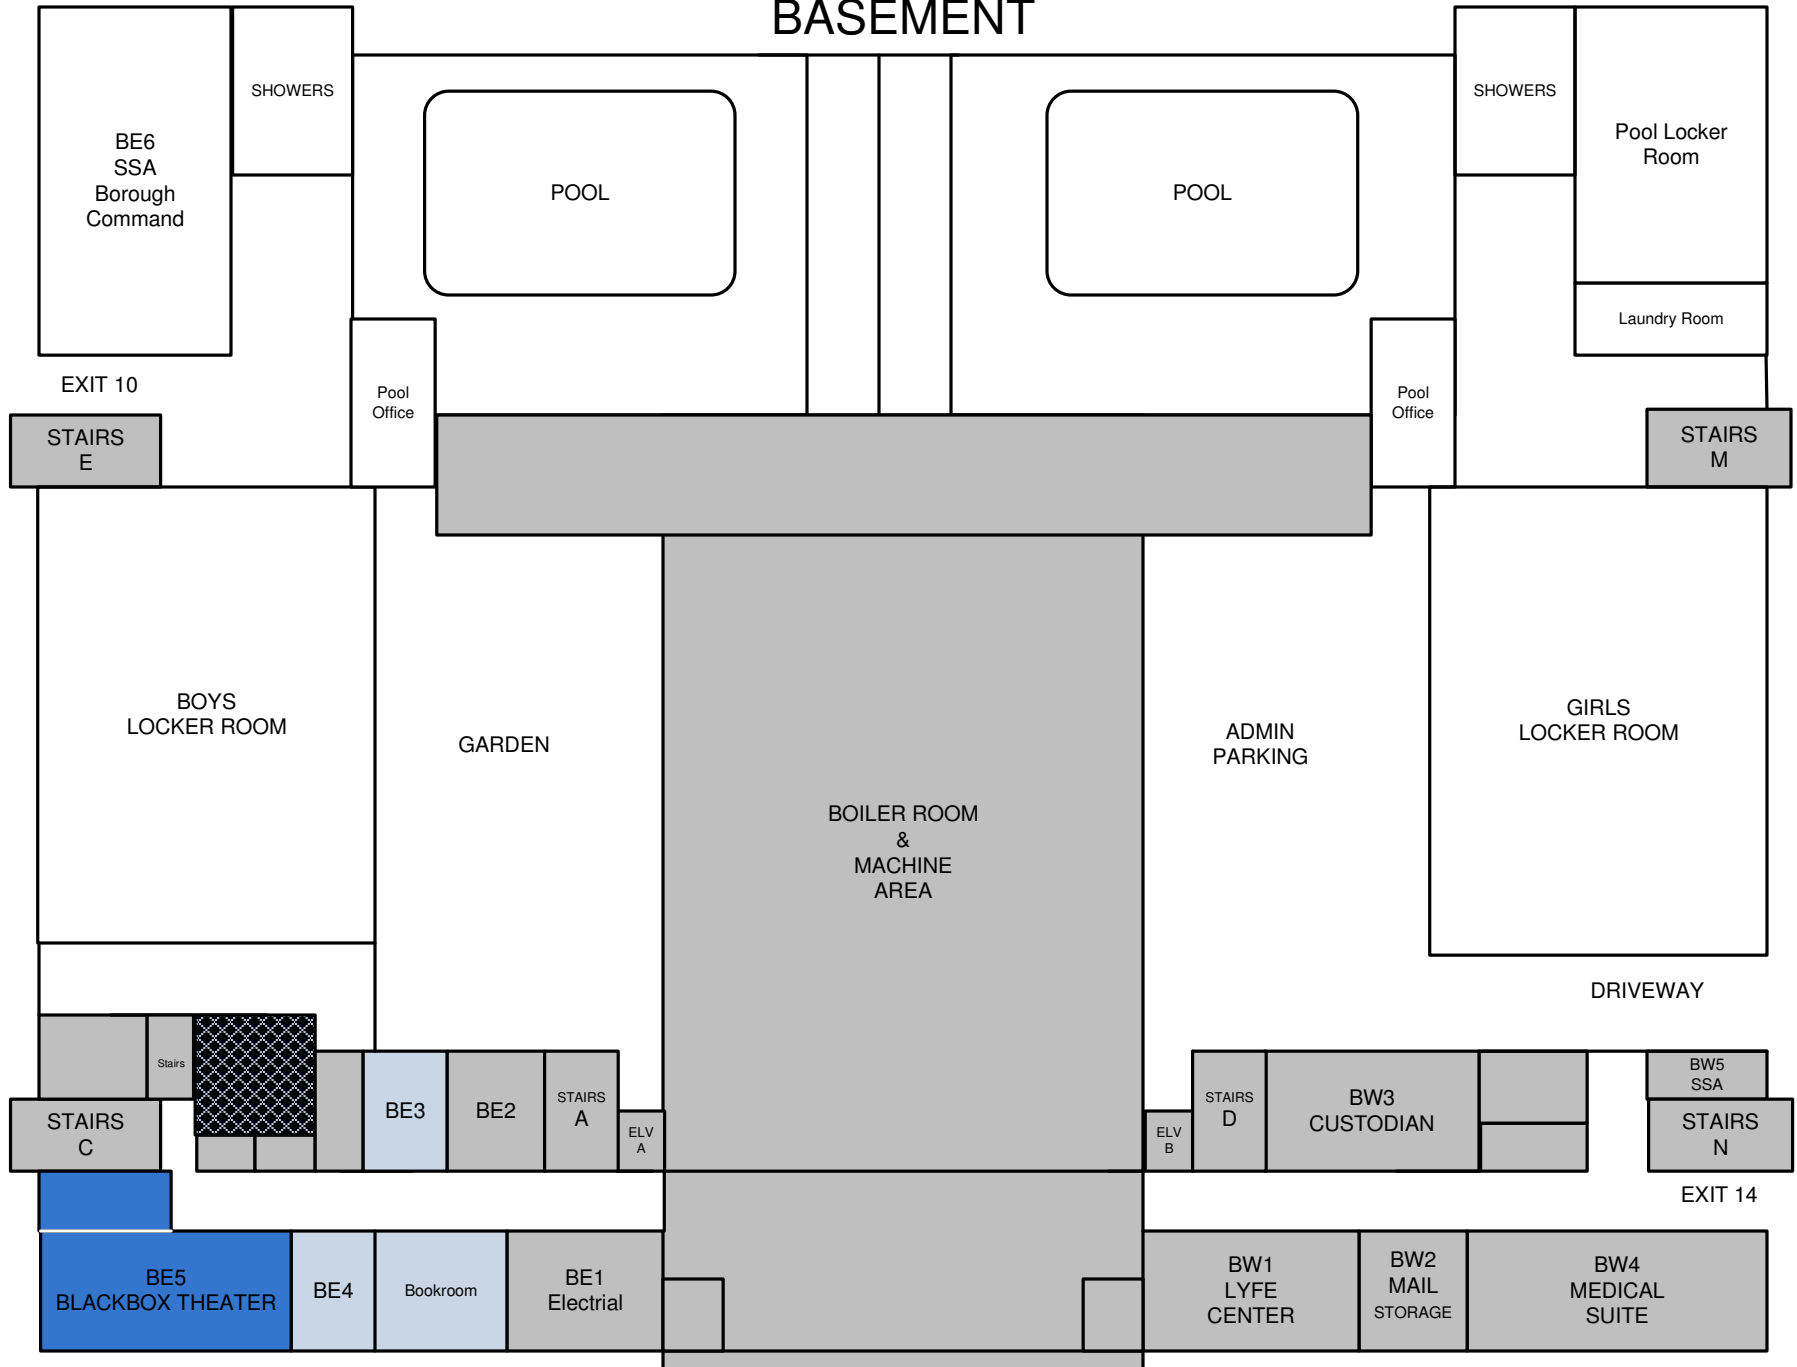 BASEMENT
SHOWERS
SHOWERS
BE6
SSA
Borough
Command
POOL
POOL
Pool Locker
Room
Laundry Room
EXIT 10
Pool
Office
Pool
Office
STAIRS
E
STAIRS
M
BOYS
LOCKER ROOM
GARDEN
ADMIN
PARKING
GIRLS
LOCKER ROOM
BOILER ROOM
&
MACHINE
AREA
DRIVEWAY
Stairs
BE3
BE2
STAIRS
A
ELV
A
ELV
B
STAIRS
D
BW3
CUSTODIAN
BW5
SSA
STAIRS
C
STAIRS
N
EXIT 14
BE5
BLACKBOX THEATER
BE4
Bookroom
BE1
Electrial
BW1
LYFE
CENTER
BW2
MAIL
STORAGE
BW4
MEDICAL
SUITE